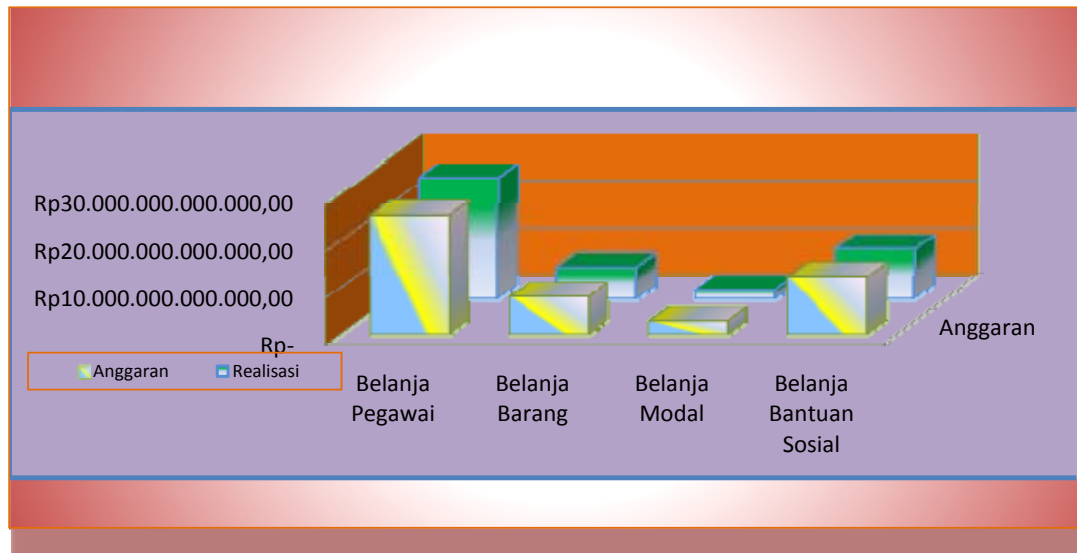 Rp30.000.000.000.000,00
Rp20.000.000.000.000,00
Rp10.000.000.000.000,00
Rp-
Anggaran
Anggaran Realisasi
Belanja Pegawai
Belanja Barang
Belanja Modal
Belanja Bantuan Sosial